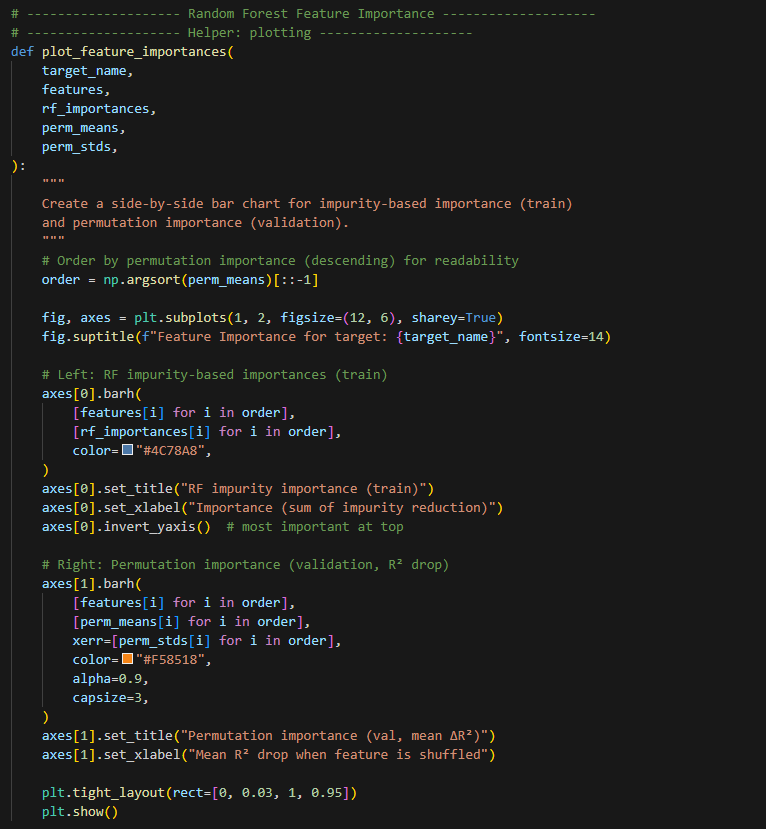 # -------------------- Random Forest Feature Importance --------------------
# -------------------- Helper: plotting --------------------
def plot_feature_importances(
    target_name,
    features,
    rf_importances,
    perm_means,
    perm_stds,
):
    """
    Create a side-by-side bar chart for impurity-based importance (train)
    and permutation importance (validation).
    """
    # Order by permutation importance (descending) for readability
    order = np.argsort(perm_means)[::-1]

    fig, axes = plt.subplots(1, 2, figsize=(12, 6), sharey=True)
    fig.suptitle(f"Feature Importance for target: {target_name}", fontsize=14)

    # Left: RF impurity-based importances (train)
    axes[0].barh(
        [features[i] for i in order],
        [rf_importances[i] for i in order],
        color="#4C78A8",
    )
    axes[0].set_title("RF impurity importance (train)")
    axes[0].set_xlabel("Importance (sum of impurity reduction)")
    axes[0].invert_yaxis()  # most important at top

    # Right: Permutation importance (validation, R² drop)
    axes[1].barh(
        [features[i] for i in order],
        [perm_means[i] for i in order],
        xerr=[perm_stds[i] for i in order],
        color="#F58518",
        alpha=0.9,
        capsize=3,
    )
    axes[1].set_title("Permutation importance (val, mean ΔR²)")
    axes[1].set_xlabel("Mean R² drop when feature is shuffled")

    plt.tight_layout(rect=[0, 0.03, 1, 0.95])
    plt.show()